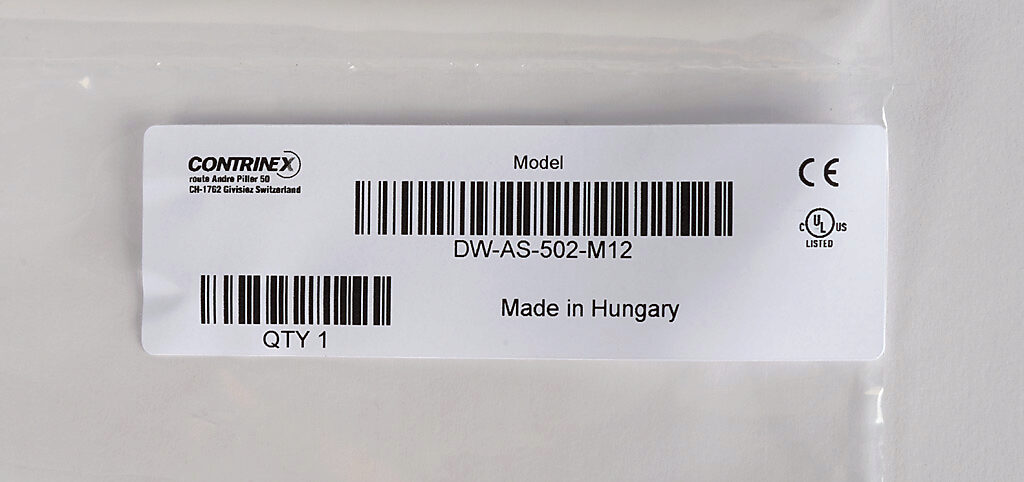 CONTRINEX
route Andre Piller 50
CH-1762 Givisiez Switzerland
Model
DW-AS-502-M12
QTY 1
Made in Hungary
CE
C UL US
LISTED